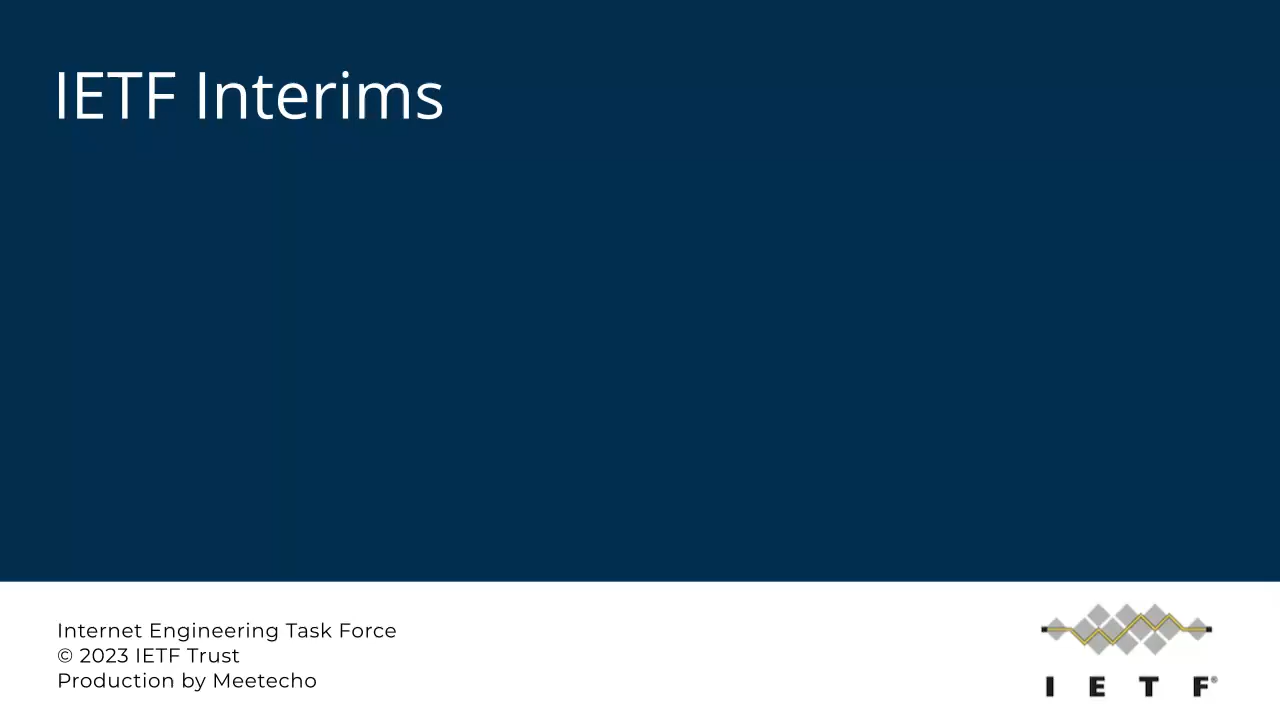 IETF Interims
Internet Engineering Task Force
© 2023 IETF Trust
Production by Meetecho
I E T F®